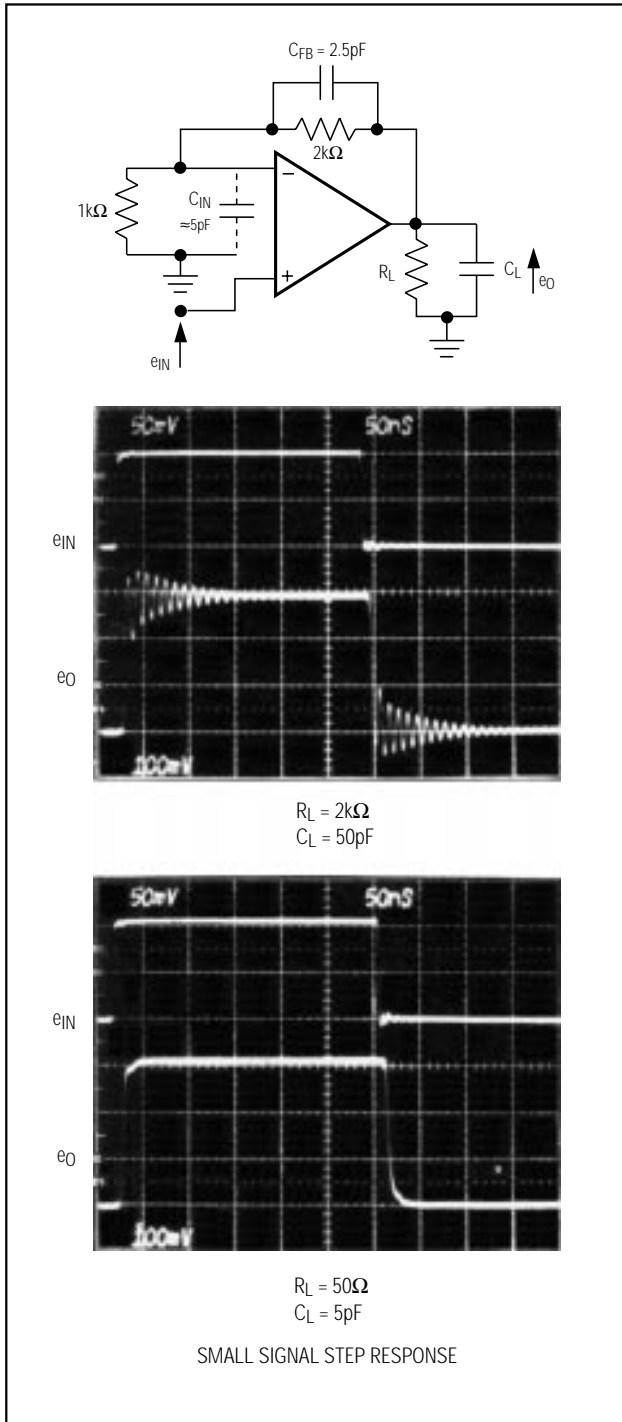 C_FB = 2.5pF
2kΩ
1kΩ
C_IN
≈5pF
−
+
R_L
C_L
e_O
e_IN
50mV 50nS
e_IN
e_O
100mV
R_L = 2kΩ
C_L = 50pF
50mV 50nS
e_IN
e_O
100mV
R_L = 50Ω
C_L = 5pF
SMALL SIGNAL STEP RESPONSE